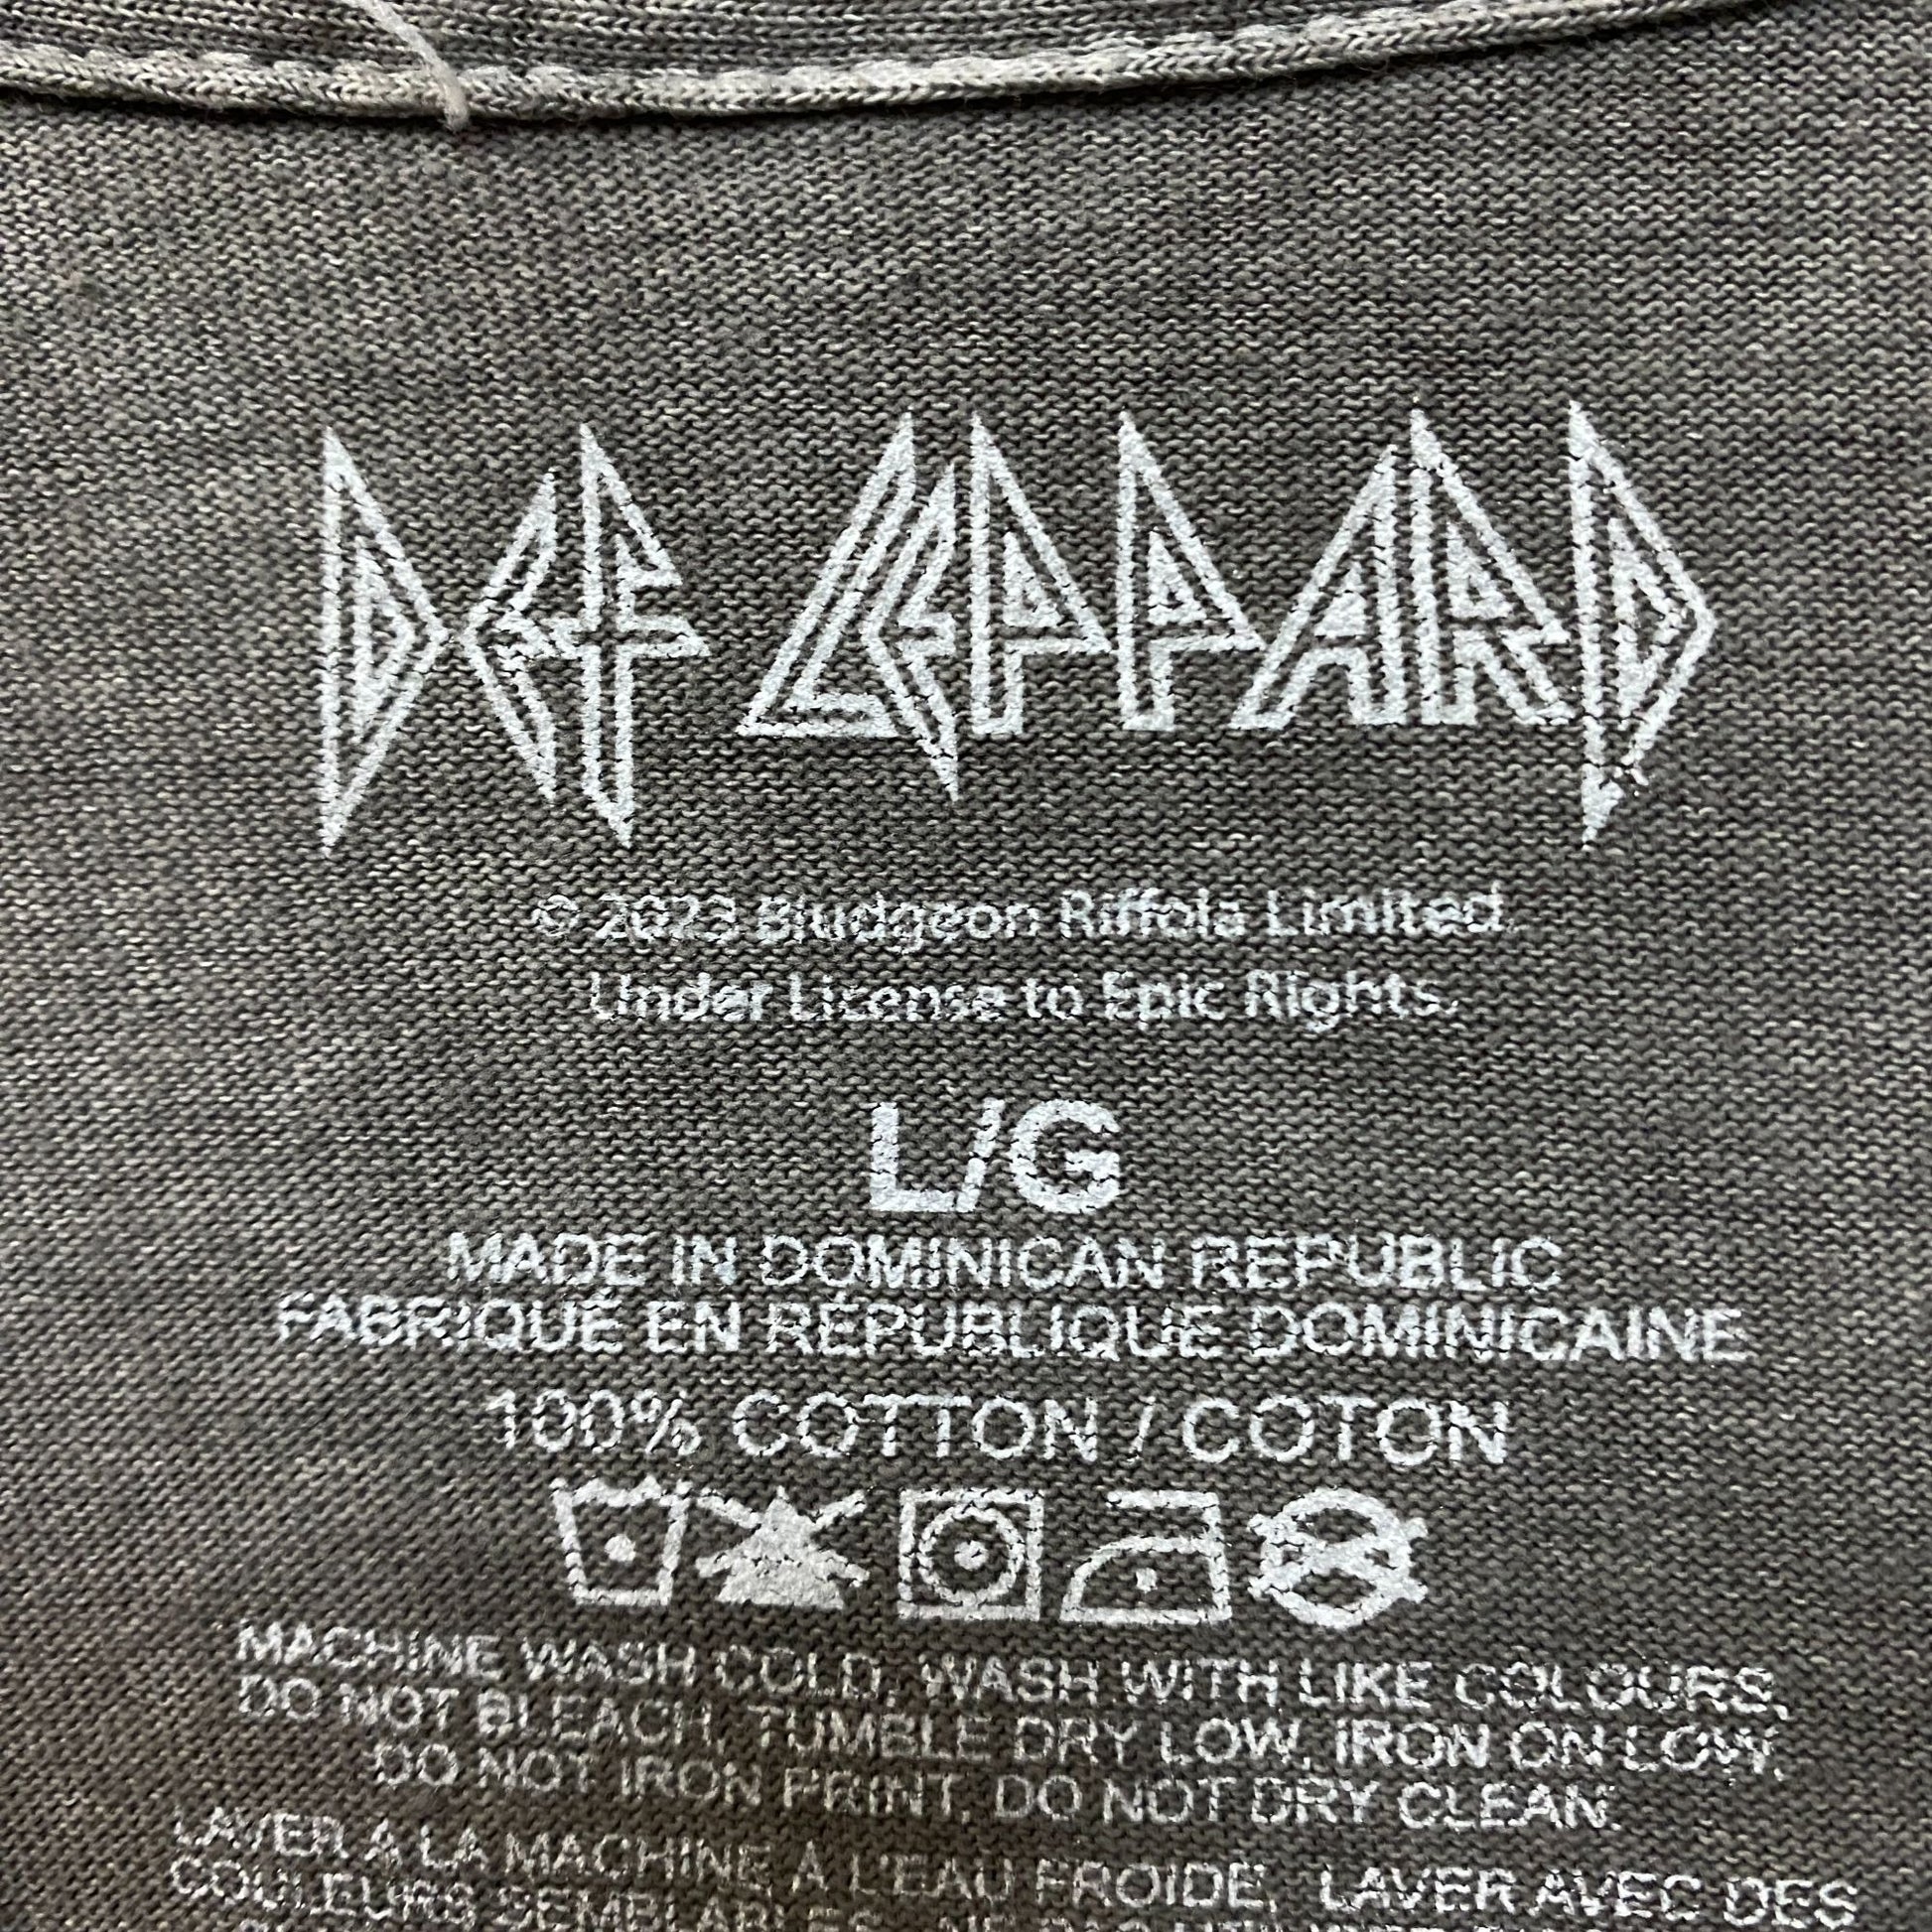 DEF LEPPARD
© 2023 Bludgeon Riffola Limited.
Under License to Epic Rights.
L/G
MADE IN DOMINICAN REPUBLIC
FABRIQUÉ EN RÉPUBLIQUE DOMINICAINE
100% COTTON / COTON
MACHINE WASH COLD, WASH WITH LIKE COLOURS,
DO NOT BLEACH, TUMBLE DRY LOW, IRON ON LOW,
DO NOT IRON PRINT, DO NOT DRY CLEAN.
LAVER À LA MACHINE À L'EAU FROIDE, LAVER AVEC DES
COULEURS SEMBLABLES,